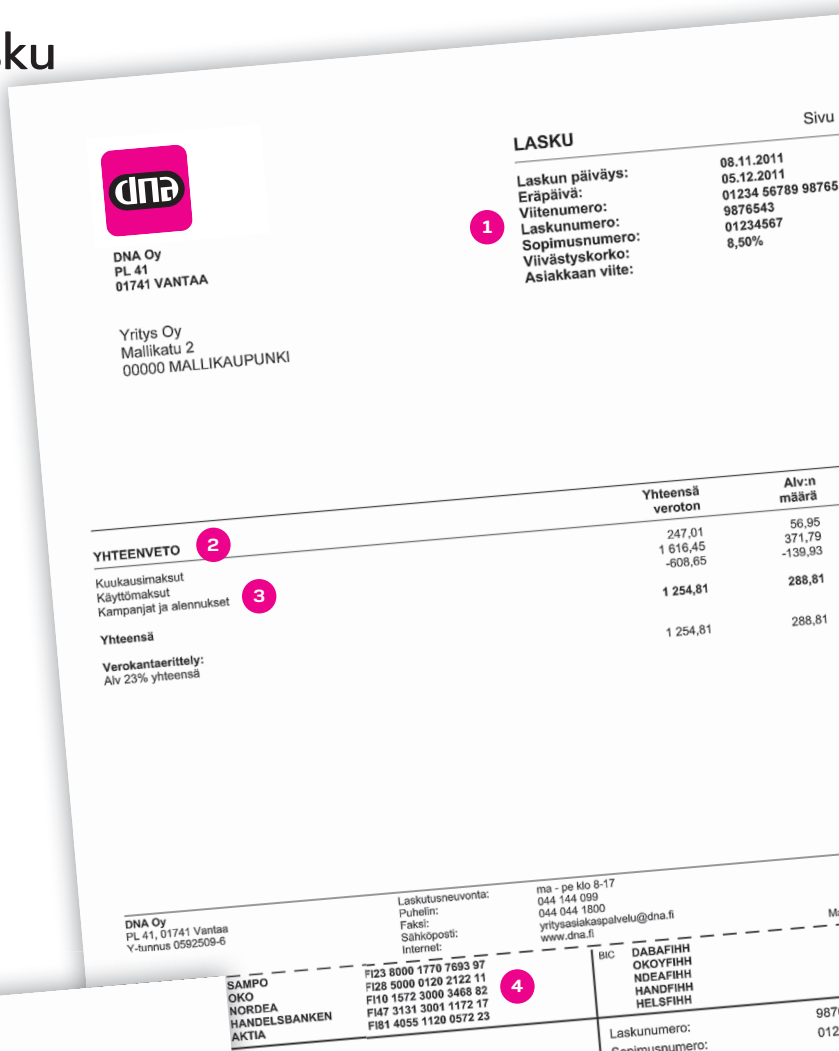 sku
LASKU Sivu
dna
Laskun päiväys: 08.11.2011
Eräpäivä: 05.12.2011
Viitenumero: 01234 56789 98765
1 Laskunumero: 9876543
Sopimusnumero: 01234567
Viivästyskorko: 8,50%
Asiakkaan viite:
DNA Oy
PL 41
01741 VANTAA
Yritys Oy
Mallikatu 2
00000 MALLIKAUPUNKI
Yhteensä Alv:n
veroton määrä
YHTEENVETO 2
Kuukausimaksut 247,01 56,95
Käyttömaksut 1 616,45 371,79
Kampanjat ja alennukset 3 -608,65 -139,93
Yhteensä 1 254,81 288,81
Verokantaerittely:
Alv 23% yhteensä 1 254,81 288,81
DNA Oy
PL 41, 01741 Vantaa
Y-tunnus 0592509-6
Laskutusneuvonta: ma - pe klo 8-17
Puhelin: 044 144 099
Faksi: 044 044 1800
Sähköposti: yritysasiakaspalvelu@dna.fi
Internet: www.dna.fi
SAMPO FI23 8000 1770 7693 97 BIC DABAFIHH
OKO FI28 5000 0120 2122 11 OKOYFIHH
NORDEA FI10 1572 3000 3468 82 4 NDEAFIHH
HANDELSBANKEN FI47 3131 3001 1172 17 HANDFIHH
AKTIA FI81 4055 1120 0572 23 HELSFIHH
Laskunumero: 987
Sopimusnumero: 012